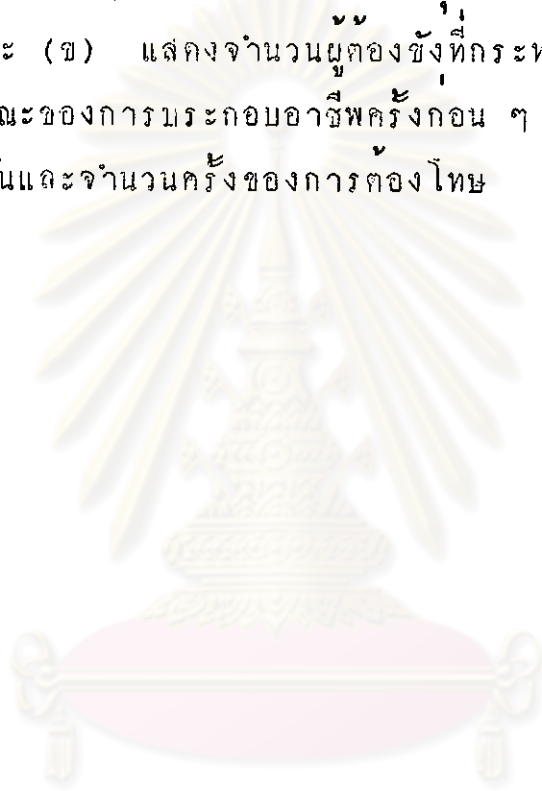 ะ (ข) แสดงจำนวนผู้ต้องขังที่กระท
ณะของการประกอบอาชีพครั้งก่อน ๆ
นและจำนวนครั้งของการต้องโทษ